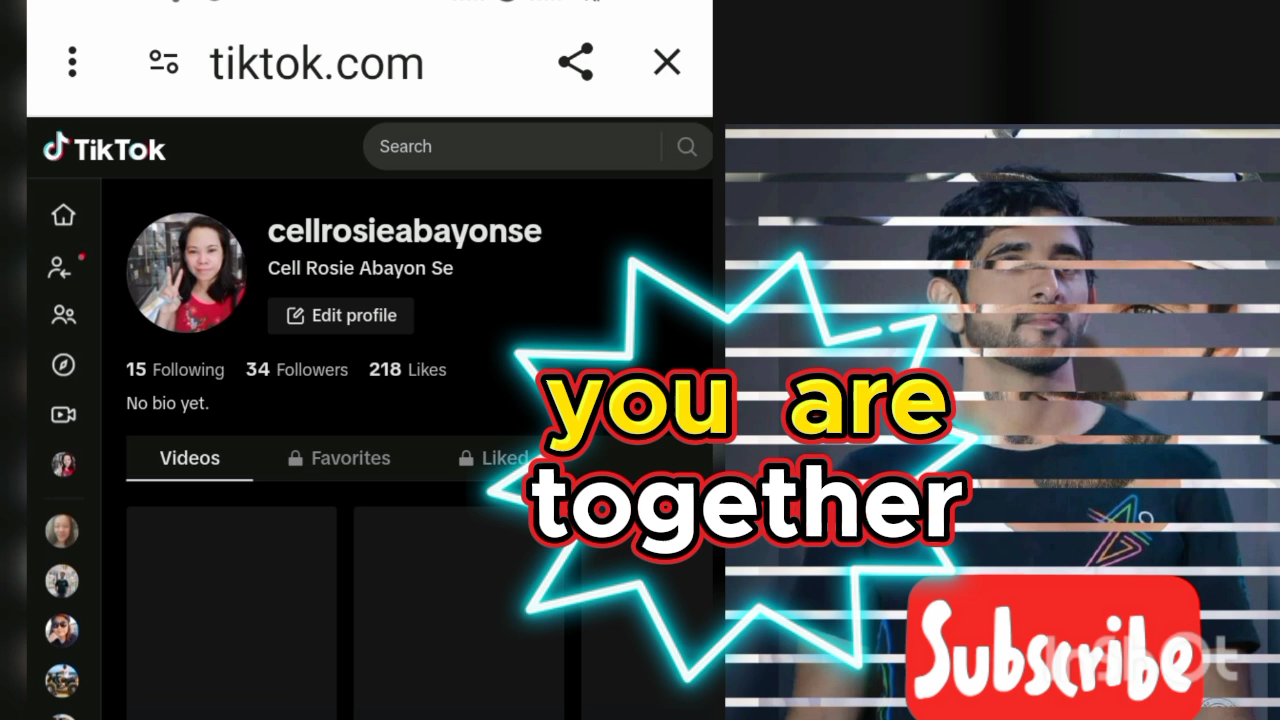 tiktok.com
TikTok
Search
cellrosieabayonse
Cell Rosie Abayon Se
Edit profile
15 Following 34 Followers 218 Likes
No bio yet.
Videos Favorites Liked
you are
together
Subscribe
InShOt